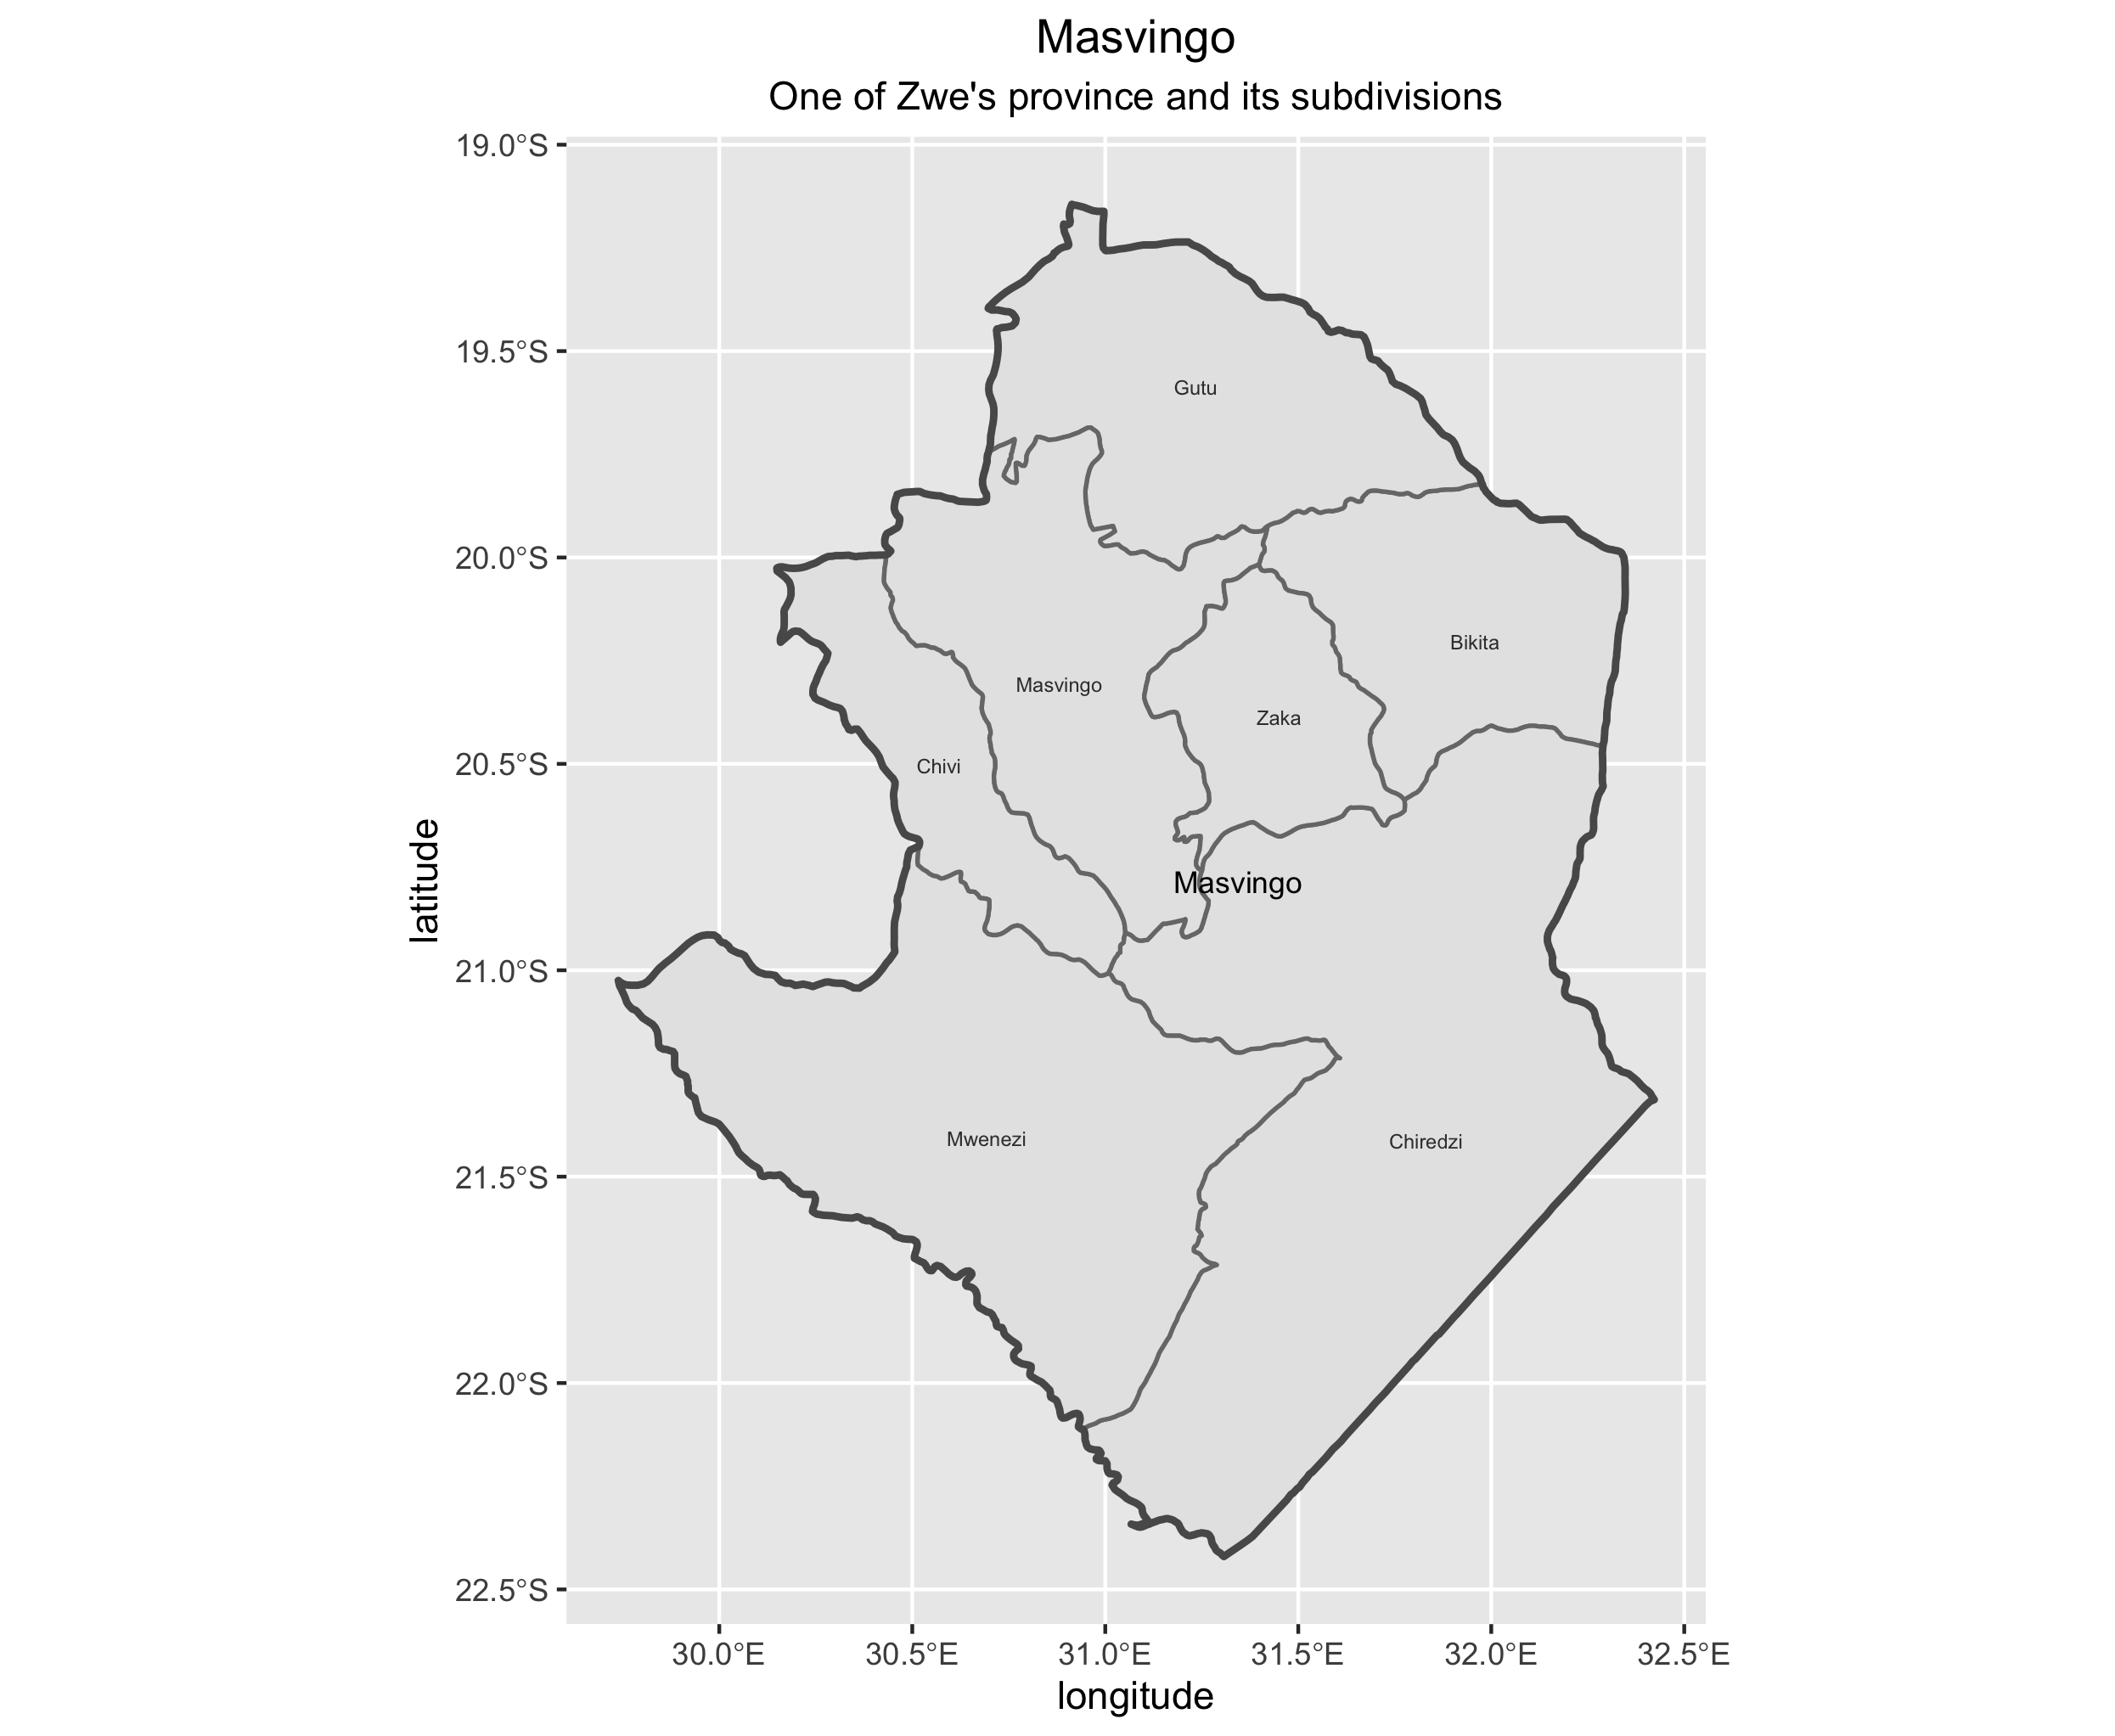 Masvingo
One of Zwe's province and its subdivisions
19.0°S
19.5°S
20.0°S
20.5°S
21.0°S
21.5°S
22.0°S
22.5°S
latitude
Gutu
Bikita
Masvingo
Zaka
Chivi
Masvingo
Mwenezi
Chiredzi
30.0°E
30.5°E
31.0°E
31.5°E
32.0°E
32.5°E
longitude